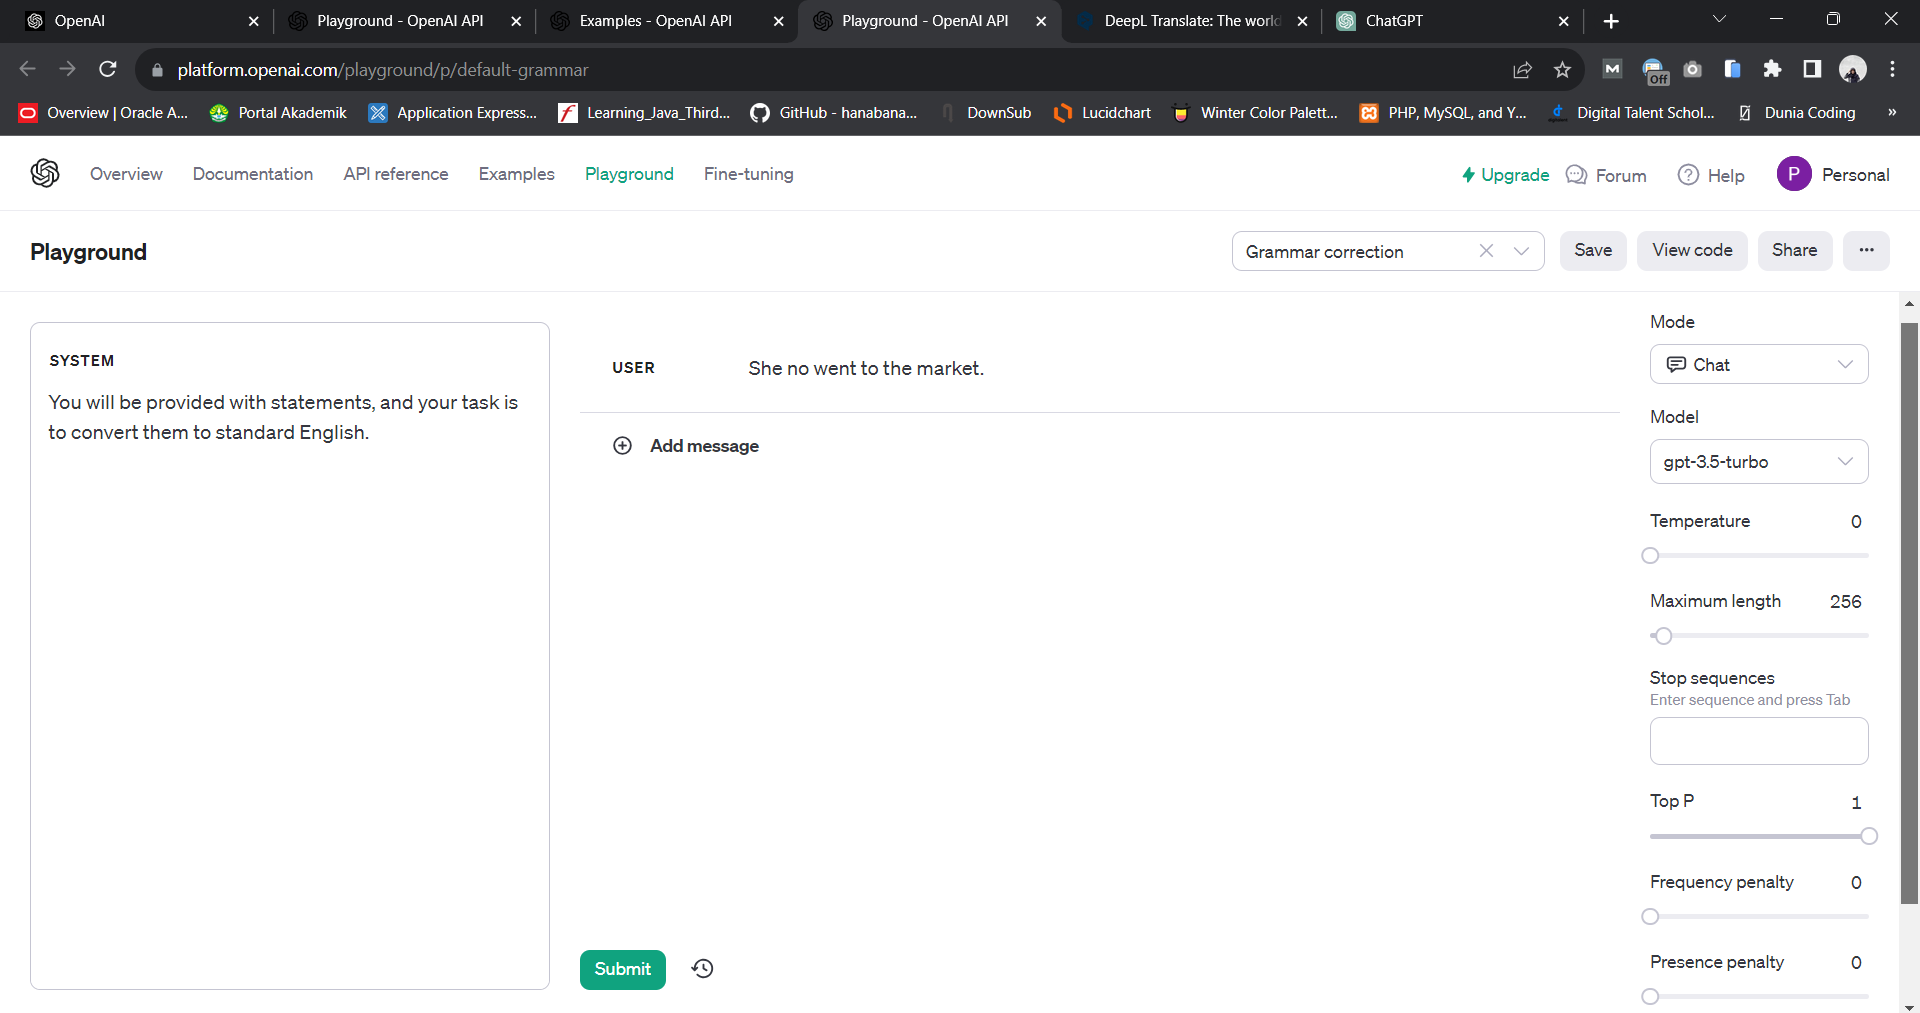 OpenAI
Playground - OpenAI API
Examples - OpenAI API
Playground - OpenAI API
DeepL Translate: The world
ChatGPT
platform.openai.com/playground/p/default-grammar
Off
Overview | Oracle A...
Portal Akademik
Application Express...
Learning_Java_Third...
GitHub - hanabana...
DownSub
Lucidchart
Winter Color Palett...
PHP, MySQL, and Y...
Digital Talent Schol...
Dunia Coding
»
Overview
Documentation
API reference
Examples
Playground
Fine-tuning
Upgrade
Forum
Help
P
Personal
Playground
Grammar correction
Save
View code
Share
...
SYSTEM
You will be provided with statements, and your task is
to convert them to standard English.
USER
She no went to the market.
Add message
Submit
Mode
Chat
Model
gpt-3.5-turbo
Temperature 0
Maximum length 256
Stop sequences
Enter sequence and press Tab
Top P 1
Frequency penalty 0
Presence penalty 0